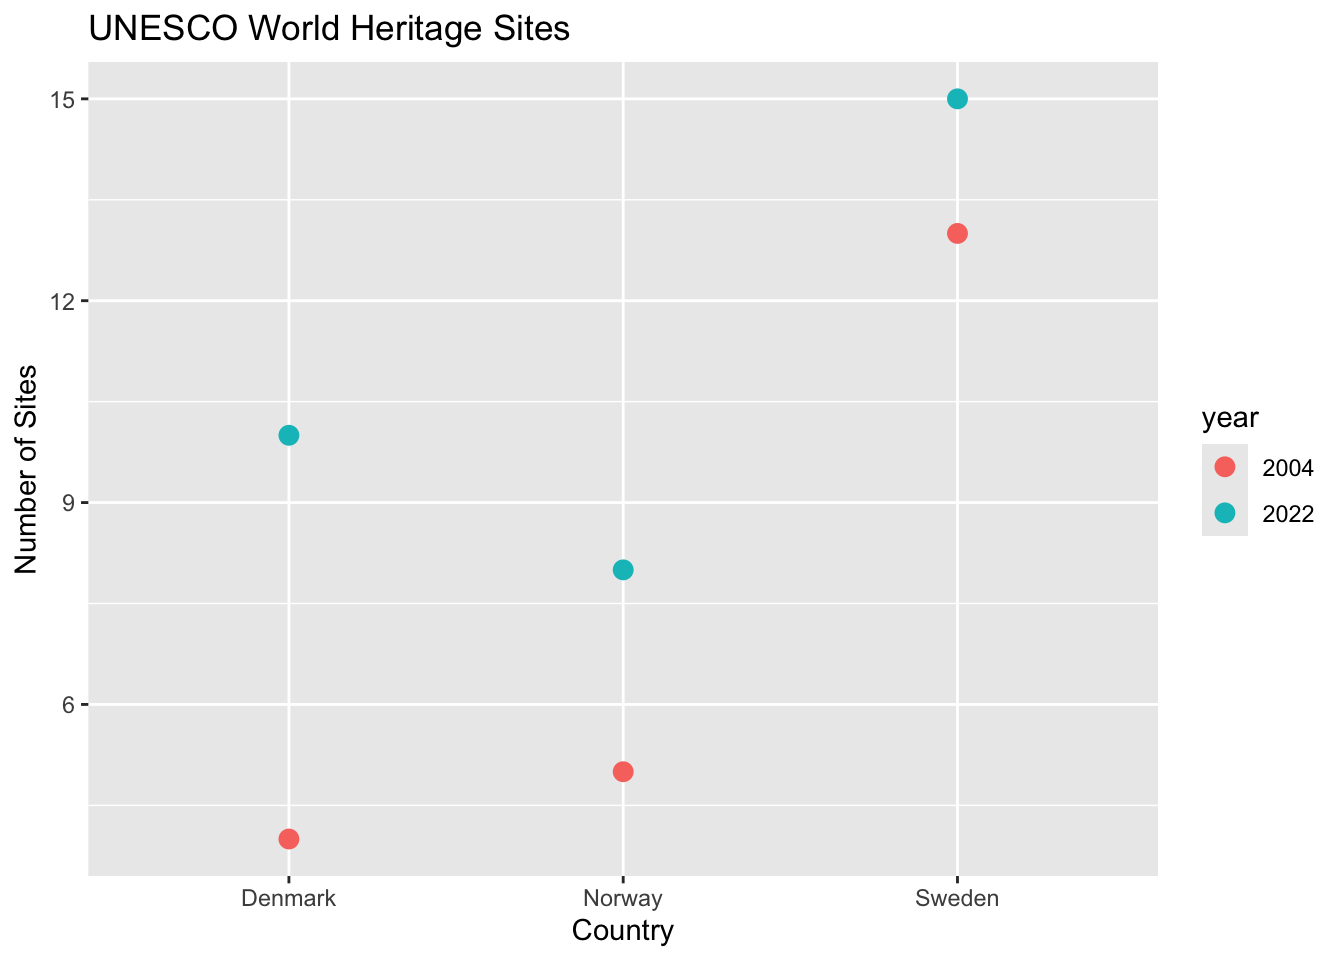 UNESCO World Heritage Sites
Number of Sites
15
12
9
6
Denmark Norway Sweden
Country
year
2004
2022